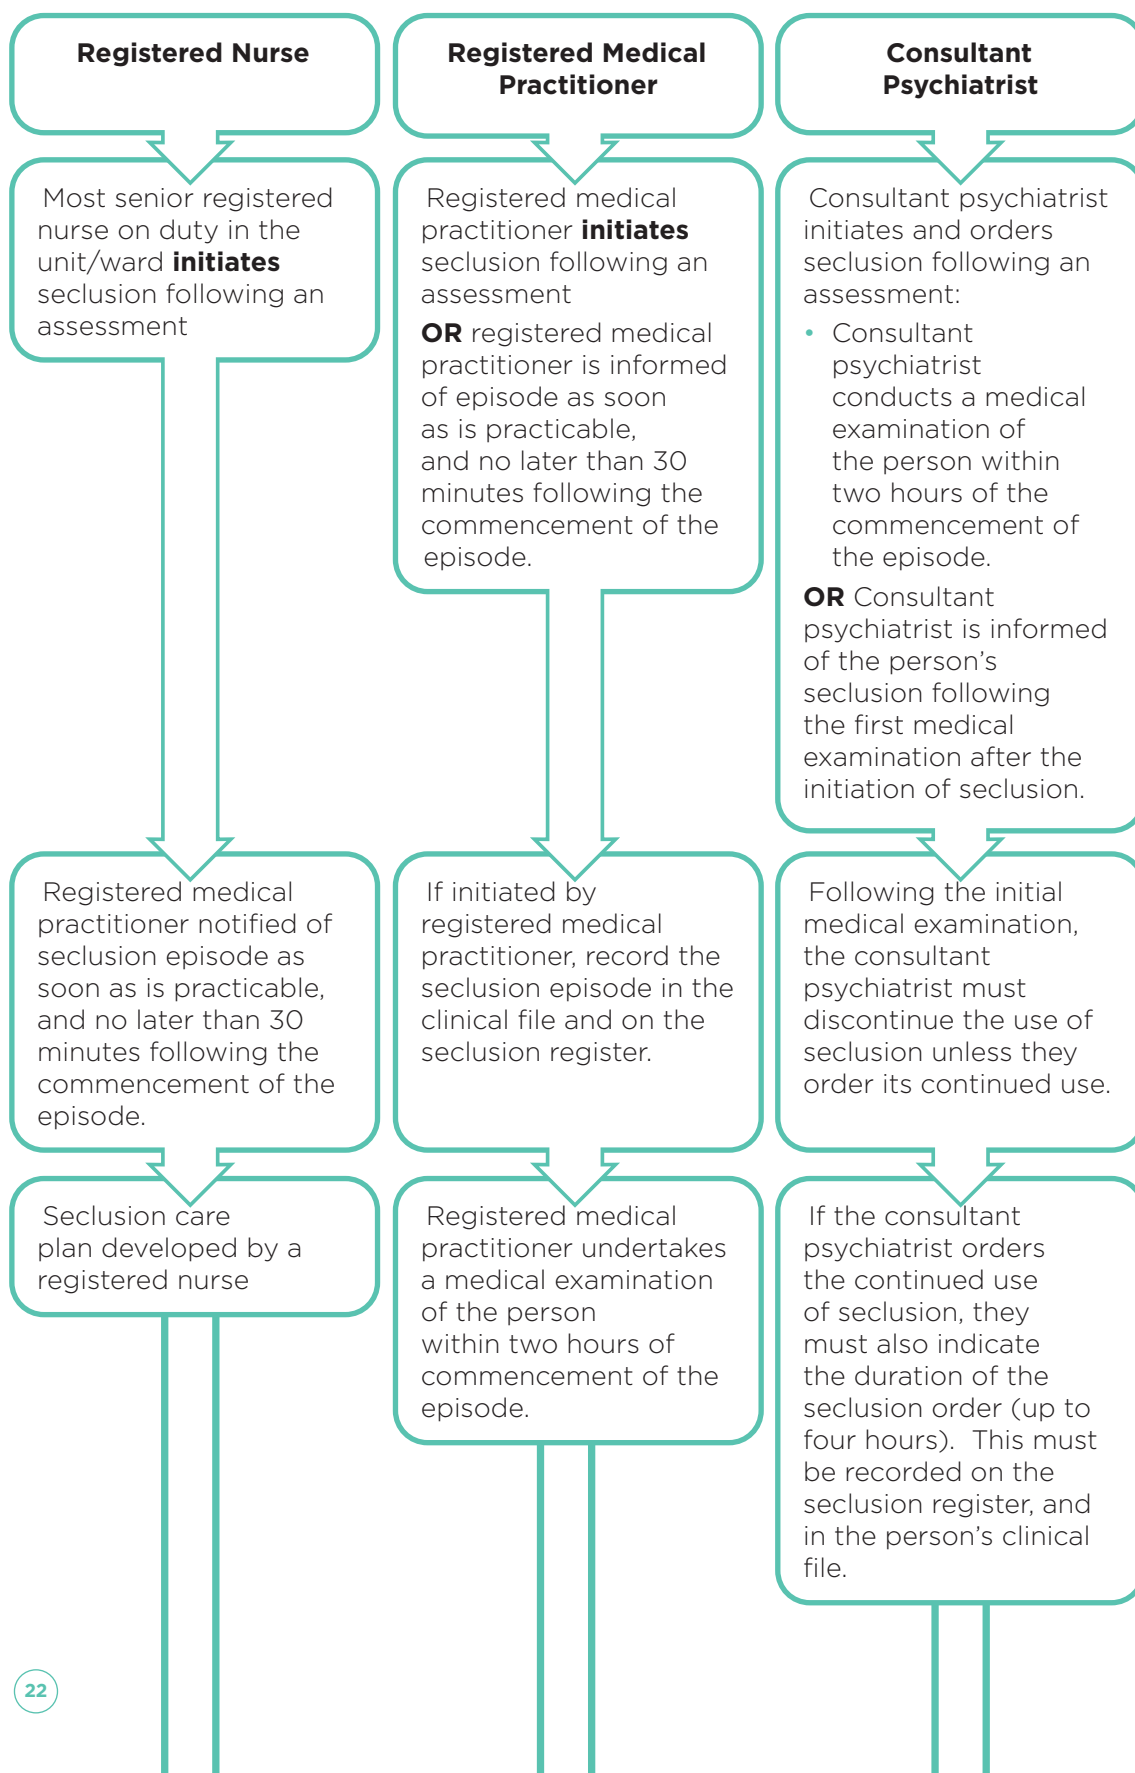 Registered Nurse
Most senior registered
nurse on duty in the
unit/ward initiates
seclusion following an
assessment
Registered medical
practitioner notified of
seclusion episode as
soon as is practicable,
and no later than 30
minutes following the
commencement of the
episode.
Seclusion care
plan developed by a
registered nurse
Registered Medical
Practitioner
Registered medical
practitioner initiates
seclusion following an
assessment
OR registered medical
practitioner is informed
of episode as soon
as is practicable,
and no later than 30
minutes following the
commencement of the
episode.
If initiated by
registered medical
practitioner, record the
seclusion episode in the
clinical file and on the
seclusion register.
Registered medical
practitioner undertakes
a medical examination
of the person
within two hours of
commencement of the
episode.
Consultant
Psychiatrist
Consultant psychiatrist
initiates and orders
seclusion following an
assessment:
• Consultant
psychiatrist
conducts a medical
examination of
the person within
two hours of the
commencement of
the episode.
OR Consultant
psychiatrist is informed
of the person’s
seclusion following
the first medical
examination after the
initiation of seclusion.
Following the initial
medical examination,
the consultant
psychiatrist must
discontinue the use of
seclusion unless they
order its continued use.
If the consultant
psychiatrist orders
the continued use
of seclusion, they
must also indicate
the duration of the
seclusion order (up to
four hours).  This must
be recorded on the
seclusion register, and
in the person’s clinical
file.
22